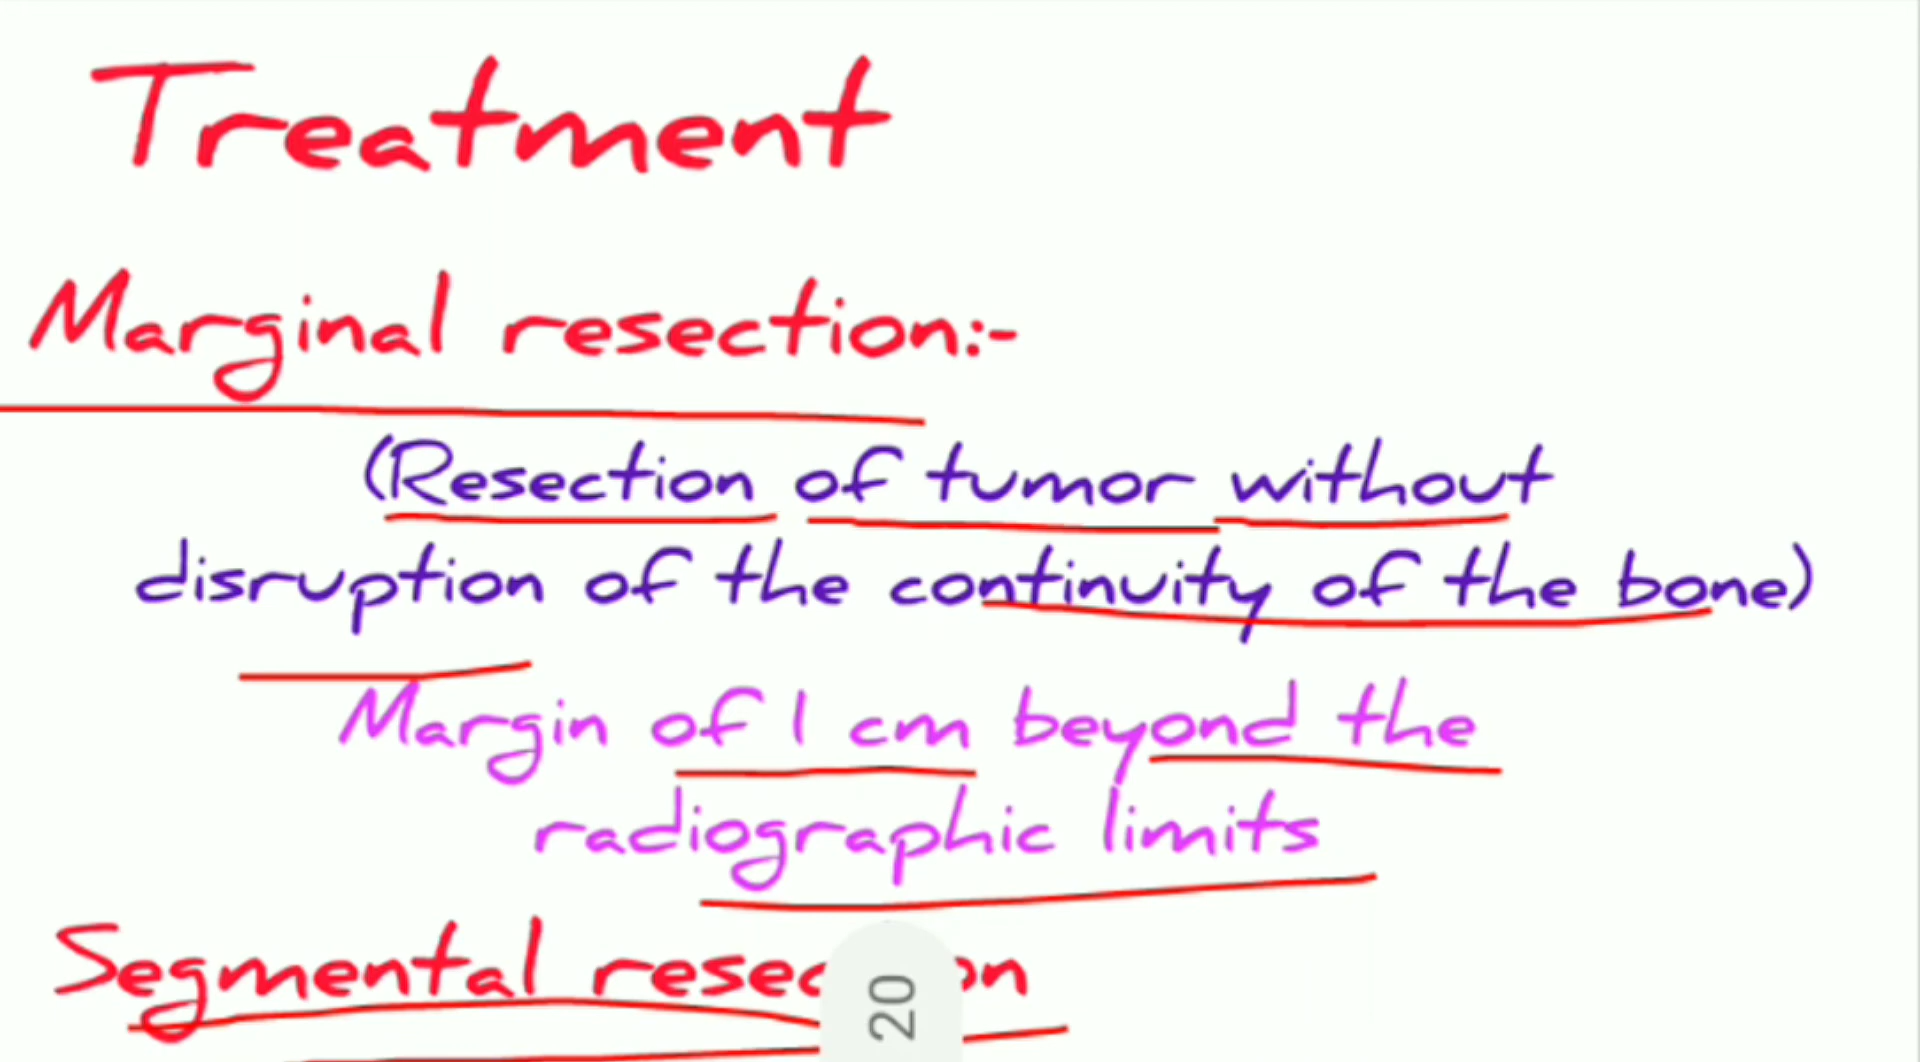 Treatment
Marginal resection:-
(Resection of tumor without
disruption of the continuity of the bone)
Margin of 1 cm beyond the
radiographic limits
Segmental
20